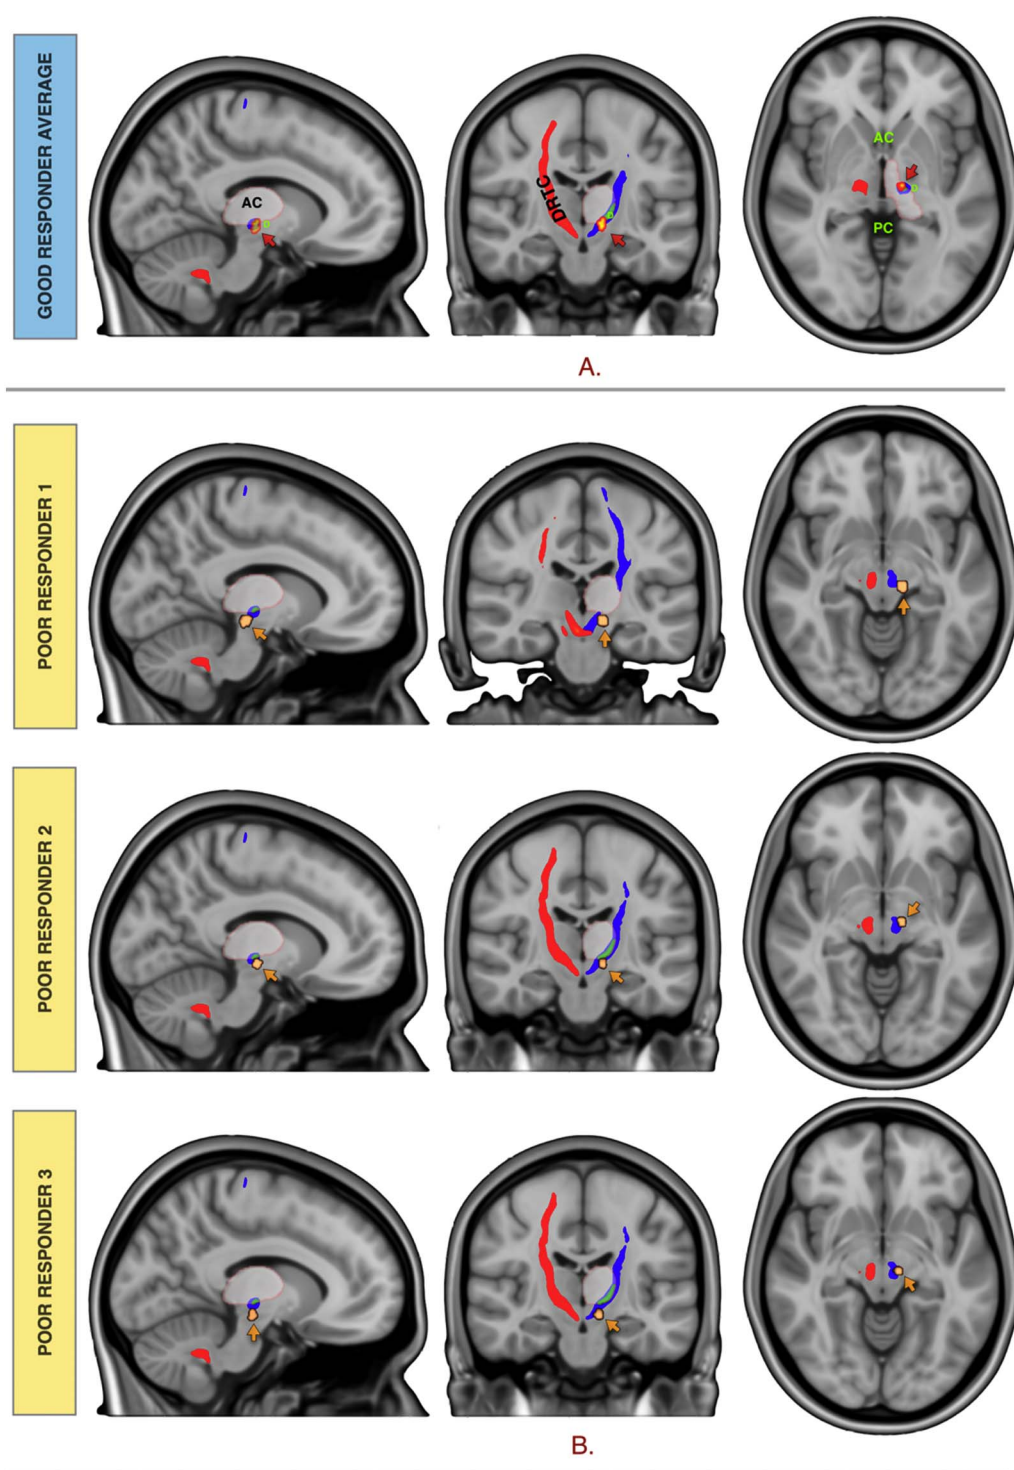 GOOD RESPONDER AVERAGE
AC
DRTC
AC
PC
A.
POOR RESPONDER 1
POOR RESPONDER 2
POOR RESPONDER 3
B.